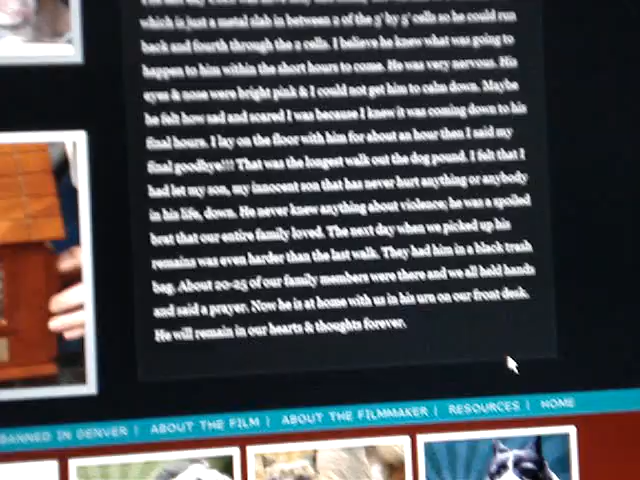 which is just a metal slab in between 2 of the 3' by 5' cells so he could run
back and fourth through the 2 cells. I believe he knew what was going to
happen to him within the short hours to come. He was very nervous. His
eyes & nose were bright pink & I could not get him to calm down. Maybe
he felt how sad and scared I was because I knew it was coming down to his
final hours. I lay on the floor with him for about an hour then I said my
final goodbye!!! That was the longest walk out the dog pound. I felt that I
had let my son, my innocent son that has never hurt anything or anybody
in his life, down. He never knew anything about violence; he was a spoiled
brat that our entire family loved. The next day when we picked up his
remains was even harder than the last walk. They had him in a black trash
bag. About 20-25 of our family members were there and we all held hands
and said a prayer. Now he is at home with us in his urn on our front desk.
He will remain in our hearts & thoughts forever.
BANNED IN DENVER | ABOUT THE FILM | ABOUT THE FILMMAKER | RESOURCES | HOME